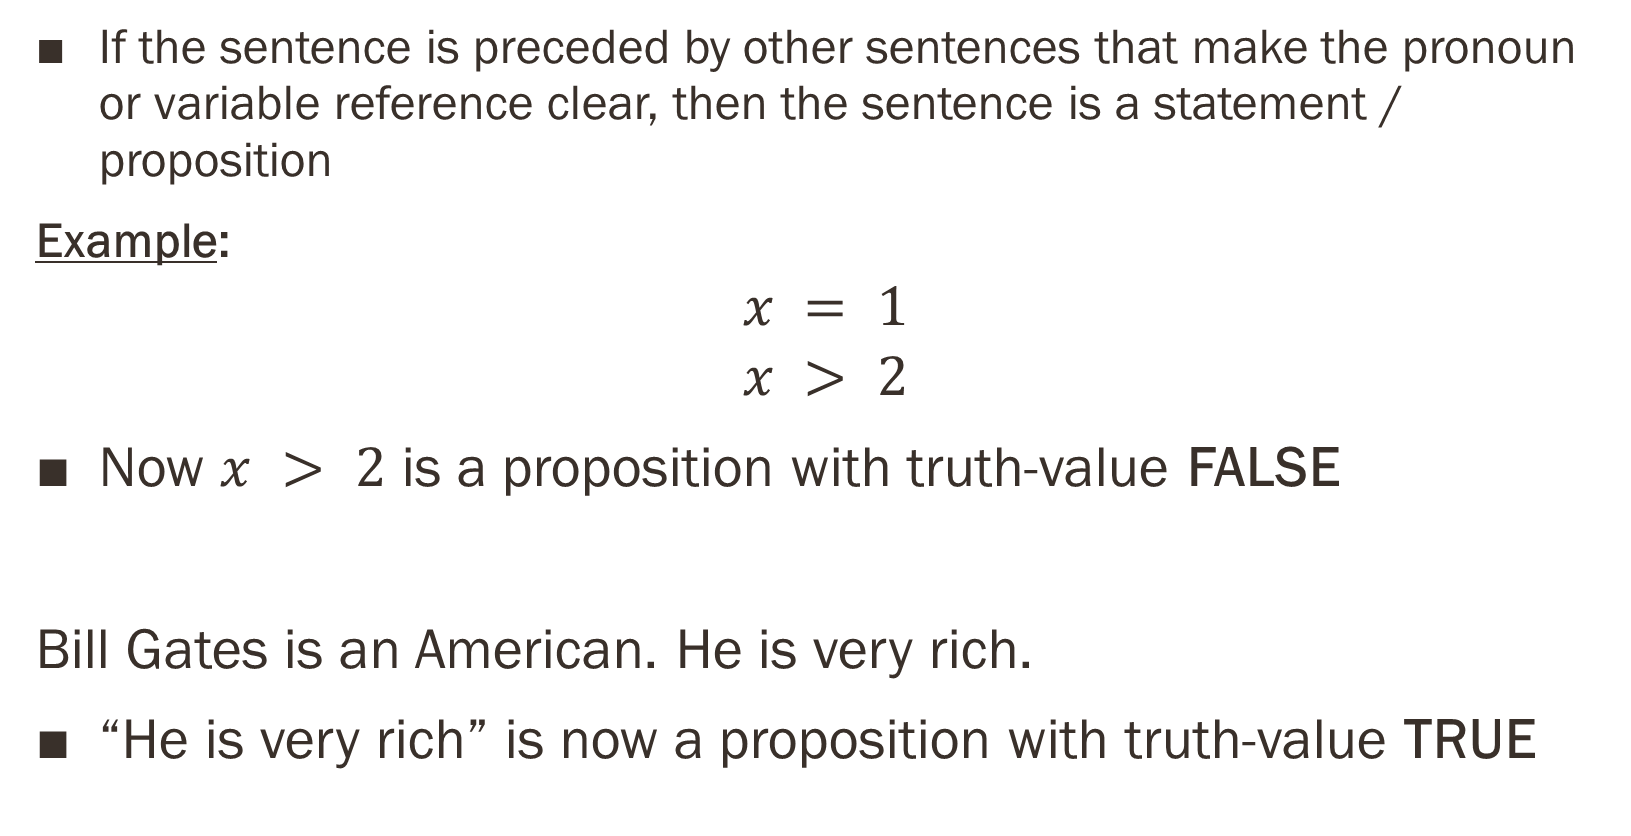 ■ If the sentence is preceded by other sentences that make the pronoun
or variable reference clear, then the sentence is a statement /
proposition
Example:
x = 1
x > 2
■ Now x > 2 is a proposition with truth-value FALSE
Bill Gates is an American. He is very rich.
■ “He is very rich” is now a proposition with truth-value TRUE